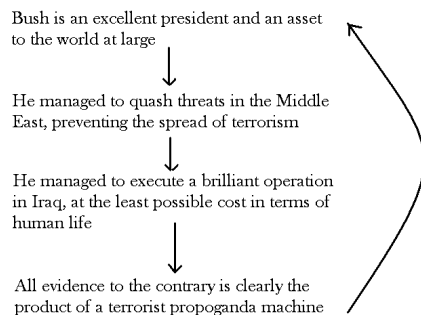 Bush is an excellent president and an asset
to the world at large
He managed to quash threats in the Middle
East, preventing the spread of terrorism
He managed to execute a brilliant operation
in Iraq, at the least possible cost in terms of
human life
All evidence to the contrary is clearly the
product of a terrorist propoganda machine